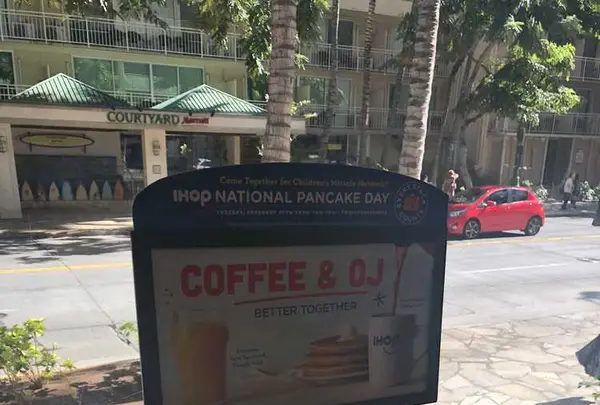 COURTYARD Marriott
Come Together for Children's Miracle Network!
IHOP NATIONAL PANCAKE DAY
COFFEE & OJ
BETTER TOGETHER
IHOP